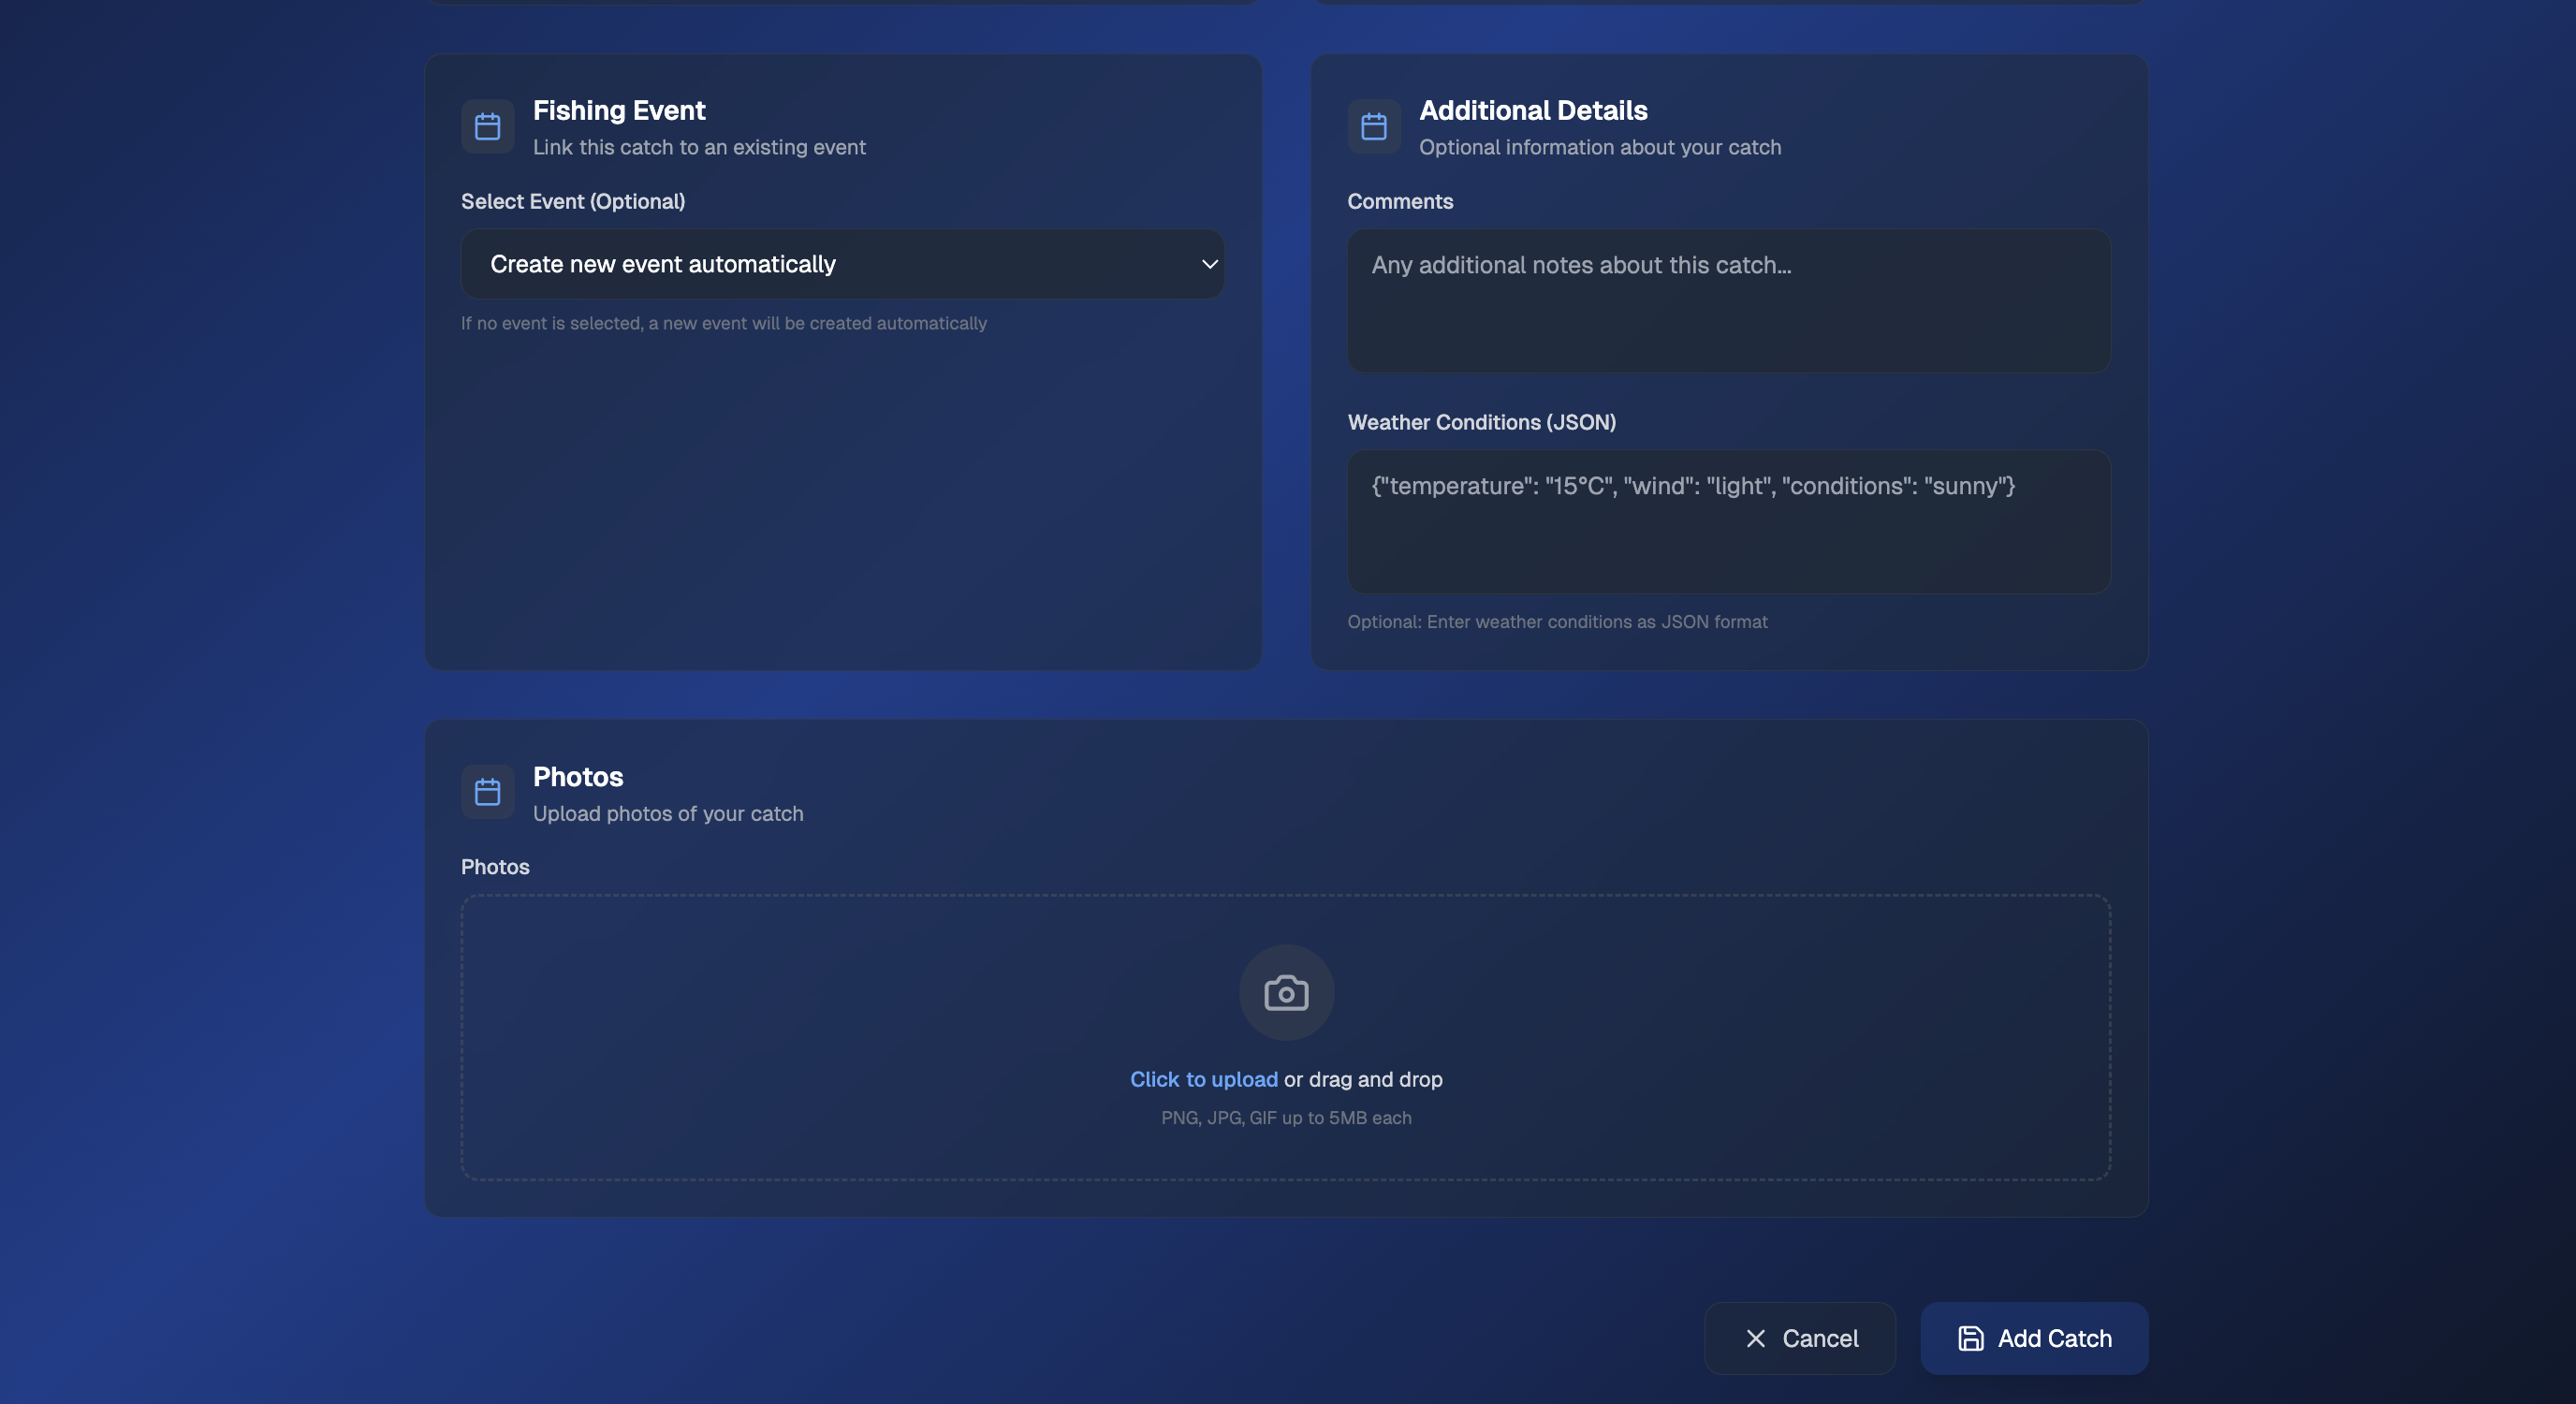 Fishing Event
Link this catch to an existing event
Select Event (Optional)
Create new event automatically
If no event is selected, a new event will be created automatically
Additional Details
Optional information about your catch
Comments
Any additional notes about this catch...
Weather Conditions (JSON)
{"temperature": "15°C", "wind": "light", "conditions": "sunny"}
Optional: Enter weather conditions as JSON format
Photos
Upload photos of your catch
Photos
Click to upload or drag and drop
PNG, JPG, GIF up to 5MB each
Cancel
Add Catch